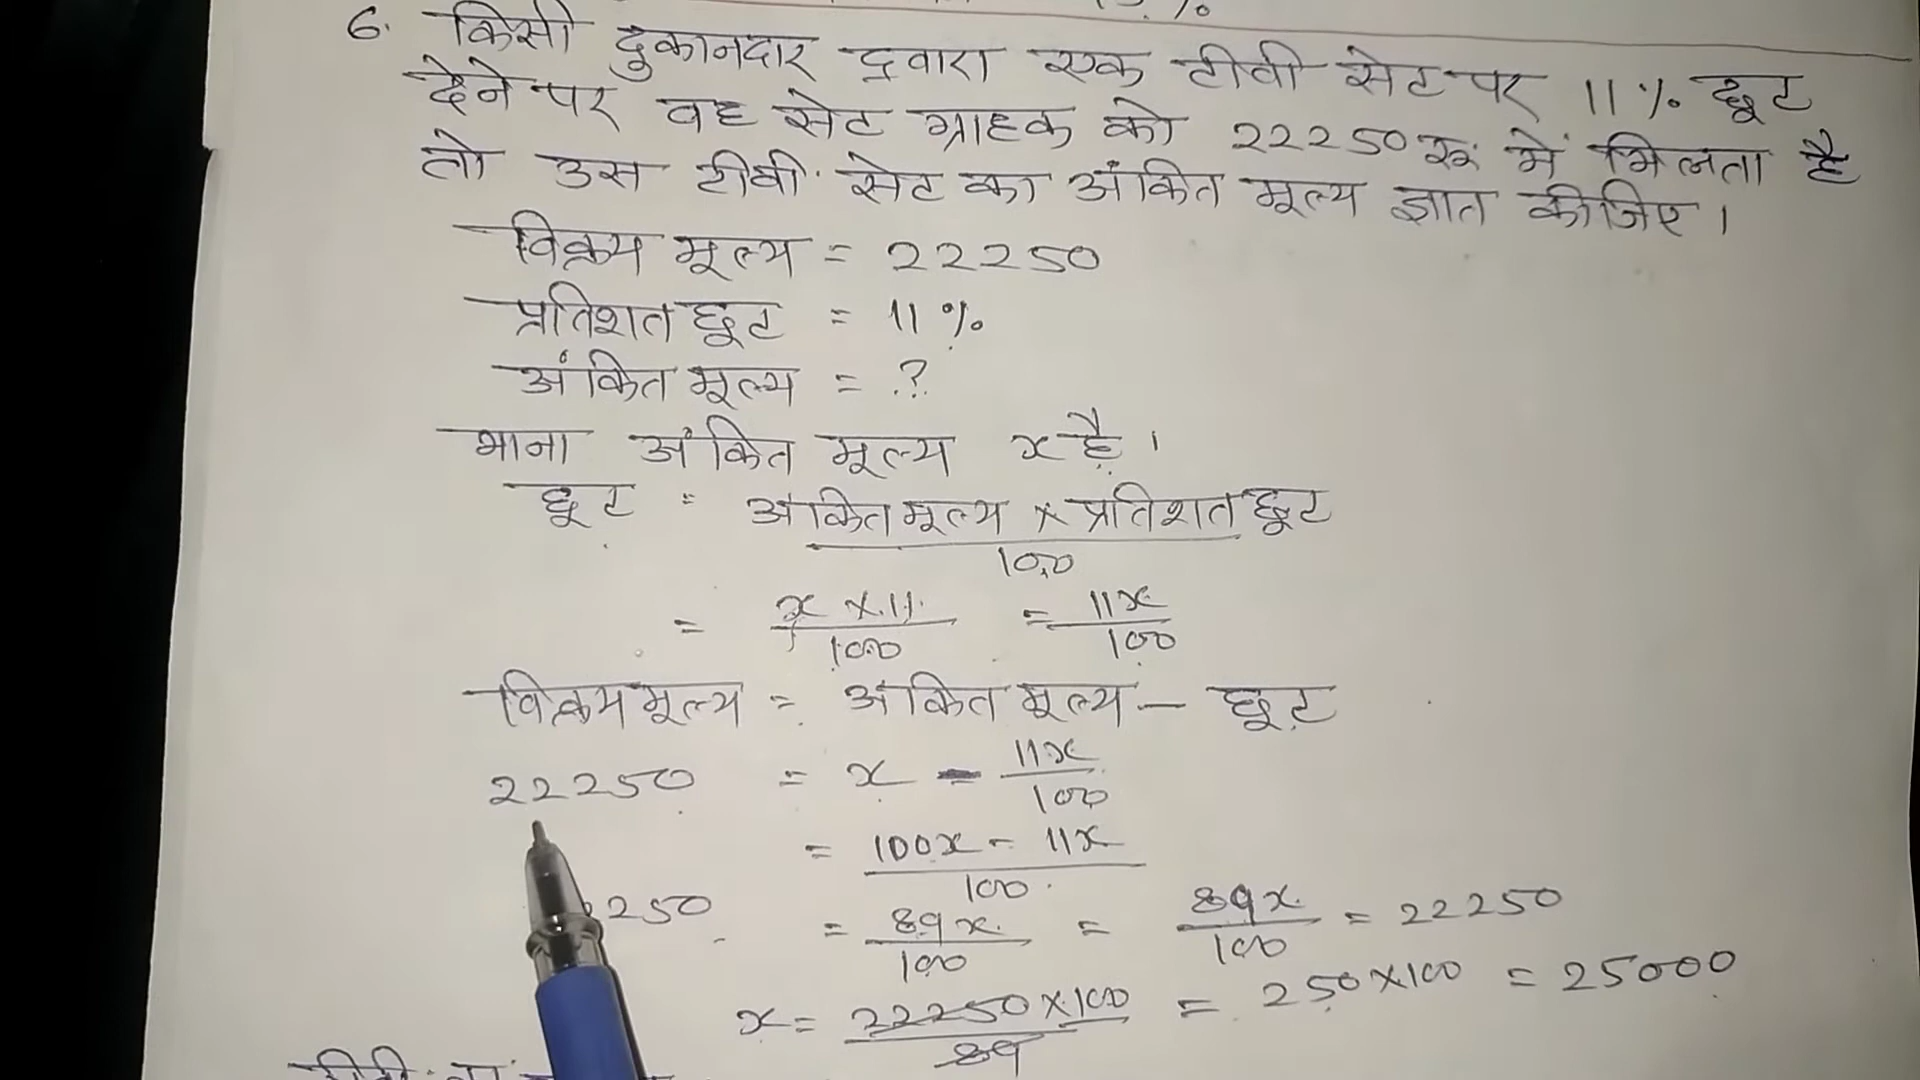 6. किसी दुकानदार द्वारा एक टीवी सेट पर 11% छूट
देने पर वह सेट ग्राहक को 22250 रू में मिलता है
तो उस टीवी सेट का अंकित मूल्य ज्ञात कीजिए।
विक्रय मूल्य = 22250
प्रतिशत छूट = 11%
अंकित मूल्य = ?
माना अंकित मूल्य x है।
छूट = अंकित मूल्य × प्रतिशत छूट
100
= x × 11 / 100 = 11x / 100
विक्रय मूल्य = अंकित मूल्य - छूट
22250 = x - 11x / 100
= 100x - 11x / 100
250 = 89x / 100 = 89x / 100 = 22250
x = 22250 × 100 / 89 = 250 × 100 = 25000